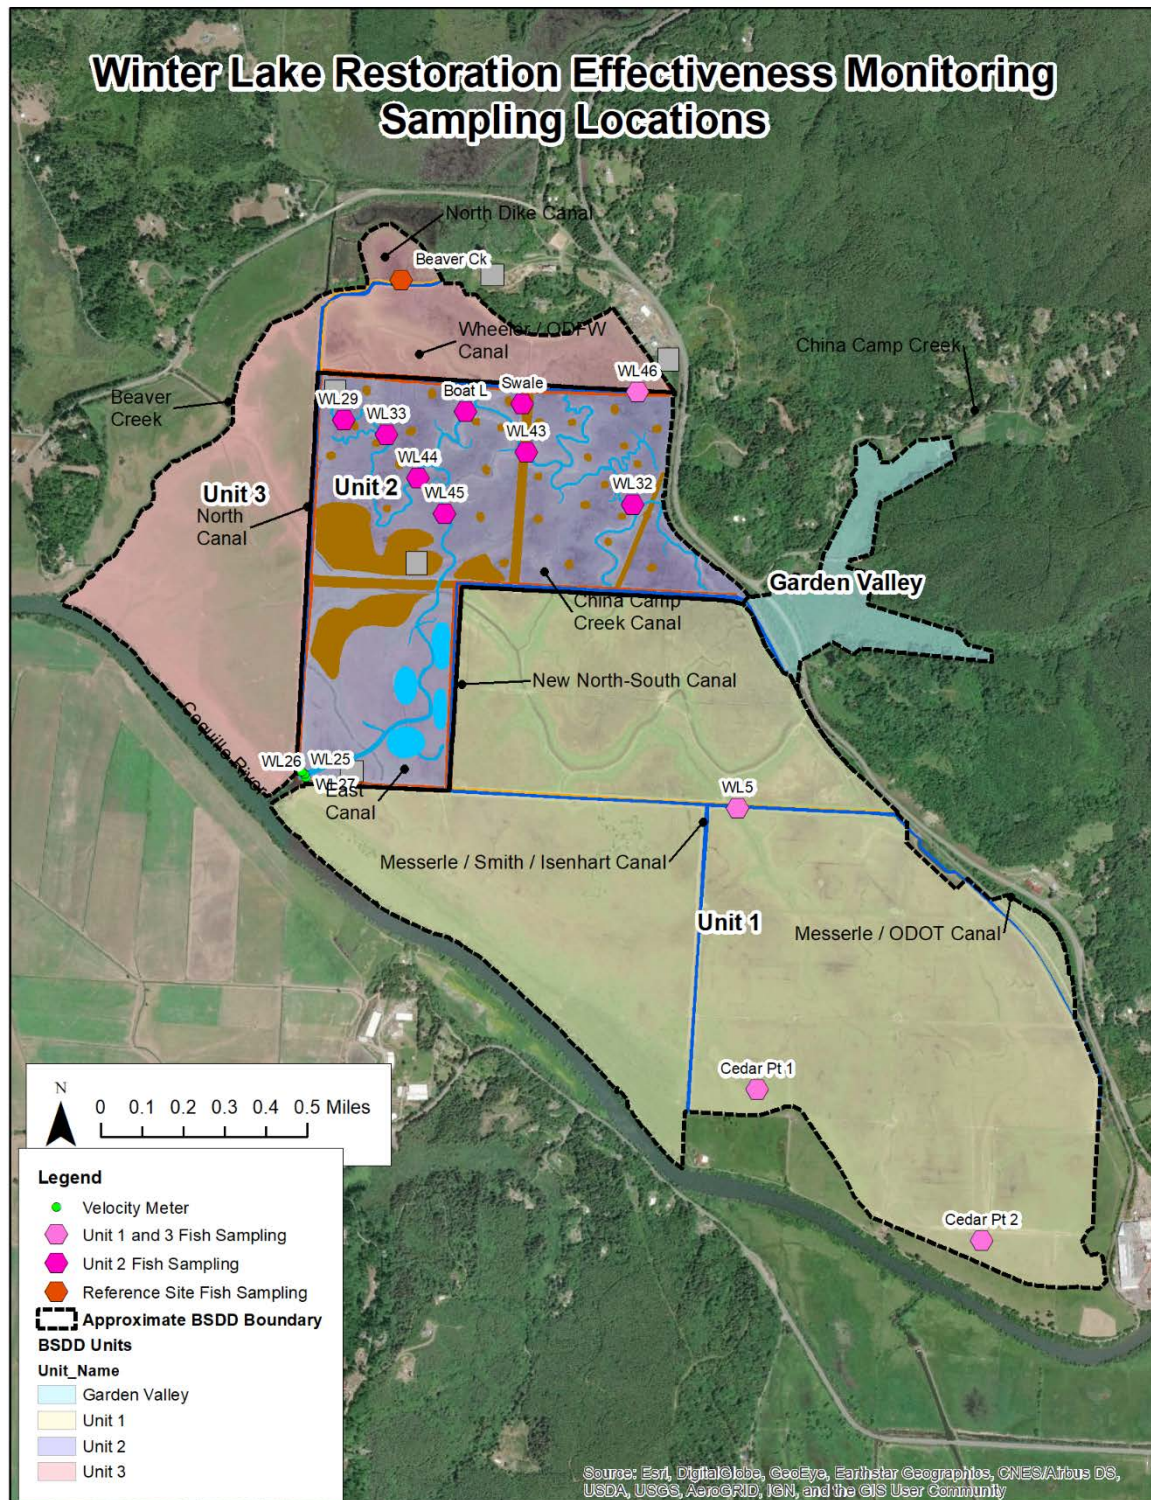 Winter Lake Restoration Effectiveness Monitoring
Sampling Locations
North Dike Canal
Beaver Ck
Wheeler / ODFW
Canal
China Camp Creek
WL46
Beaver
Creek
Boat L
Swale
WL29
WL33
WL43
WL44
WL32
WL45
Unit 3
Unit 2
North
Canal
Garden Valley
China Camp
Creek Canal
New North-South Canal
Coquille River
WL26
WL25
WL27
East
Canal
WL5
Messerle / Smith / Isenhart Canal
Unit 1
Messerle / ODOT Canal
Cedar Pt 1
Cedar Pt 2
N
0 0.1 0.2 0.3 0.4 0.5 Miles
Legend
Velocity Meter
Unit 1 and 3 Fish Sampling
Unit 2 Fish Sampling
Reference Site Fish Sampling
Approximate BSDD Boundary
BSDD Units
Unit_Name
Garden Valley
Unit 1
Unit 2
Unit 3
Source: Esri, DigitalGlobe, GeoEye, Earthstar Geographics, CNES/Airbus DS,
USDA, USGS, AeroGRID, IGN, and the GIS User Community